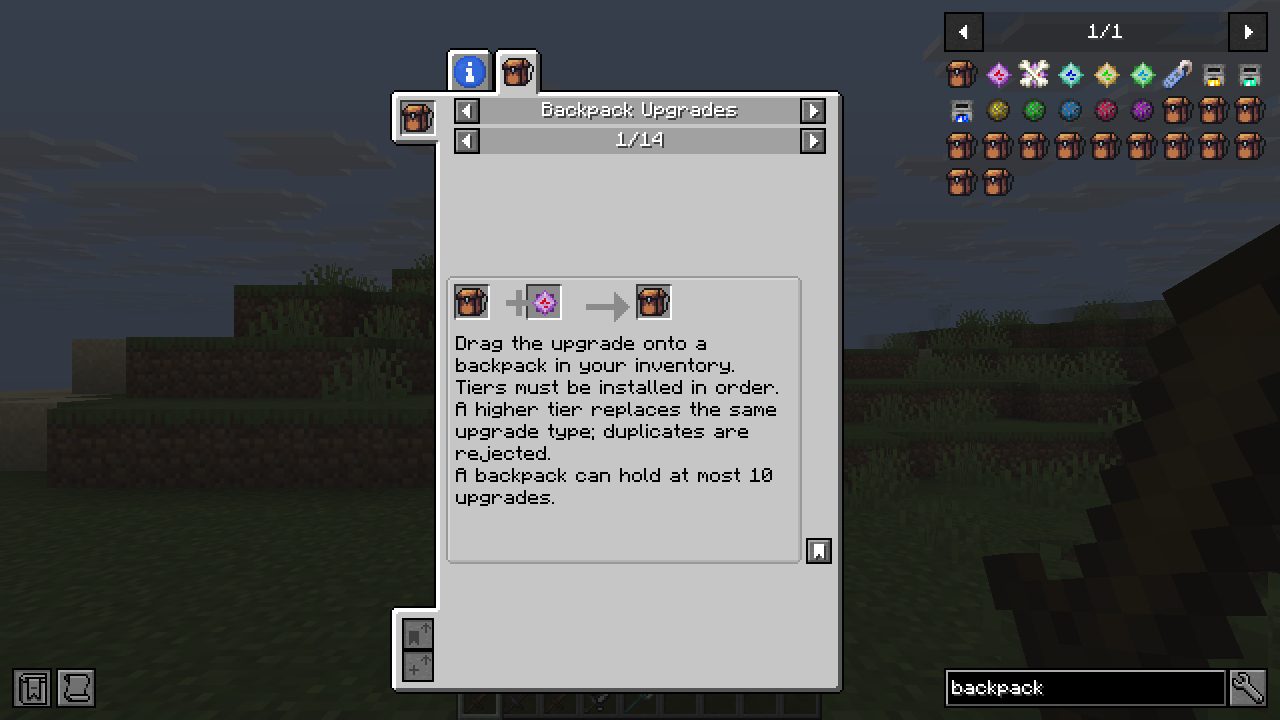 1/1
Backpack Upgrades
1/14
Drag the upgrade onto a
backpack in your inventory.
Tiers must be installed in order.
A higher tier replaces the same
upgrade type; duplicates are
rejected.
A backpack can hold at most 10
upgrades.
backpack